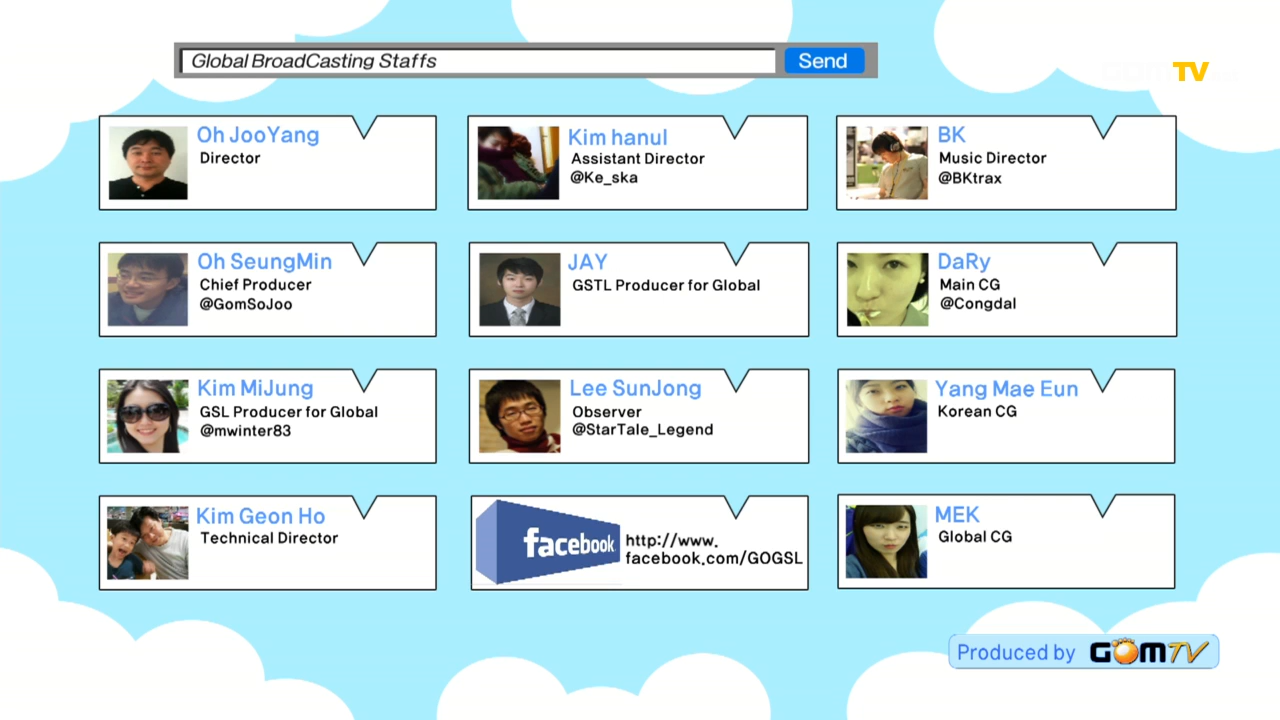 Global BroadCasting Staffs
Send
GOMTV
Oh JooYang
Director
Kim hanul
Assistant Director
@Ke_ska
BK
Music Director
@BKtrax
Oh SeungMin
Chief Producer
@GomSoJoo
JAY
GSTL Producer for Global
DaRy
Main CG
@Congdal
Kim MiJung
GSL Producer for Global
@mwinter83
Lee SunJong
Observer
@StarTale_Legend
Yang Mae Eun
Korean CG
Kim Geon Ho
Technical Director
facebook
http://www.
facebook.com/GOGSL
MEK
Global CG
Produced by GOMTV